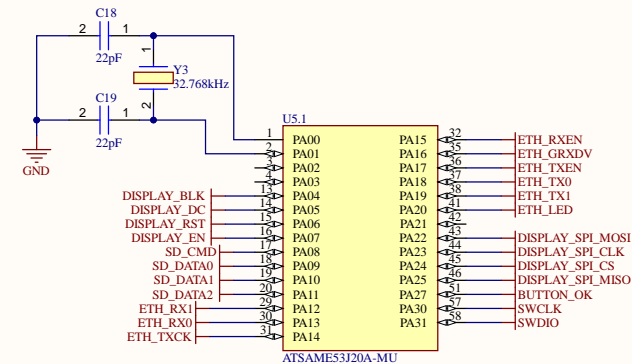 C18
2 1
22pF
1
Y3
32.768kHz
2
C19
2 1
22pF
GND
U5.1
1 PA00 PA15 32 ETH_RXEN
2 PA01 PA16 35 ETH_GRXDV
3 PA02 PA17 36 ETH_TXEN
4 PA03 PA18 37 ETH_TX0
DISPLAY_BLK 13 PA04 PA19 38 ETH_TX1
DISPLAY_DC 14 PA05 PA20 41 ETH_LED
DISPLAY_RST 15 PA06 PA21 42
DISPLAY_EN 16 PA07 PA22 43 DISPLAY_SPI_MOSI
SD_CMD 17 PA08 PA23 44 DISPLAY_SPI_CLK
SD_DATA0 18 PA09 PA24 45 DISPLAY_SPI_CS
SD_DATA1 19 PA10 PA25 46 DISPLAY_SPI_MISO
SD_DATA2 20 PA11 PA27 51 BUTTON_OK
ETH_RX1 29 PA12 PA30 57 SWCLK
ETH_RX0 30 PA13 PA31 58 SWDIO
ETH_TXCK 31 PA14
ATSAME53J20A-MU